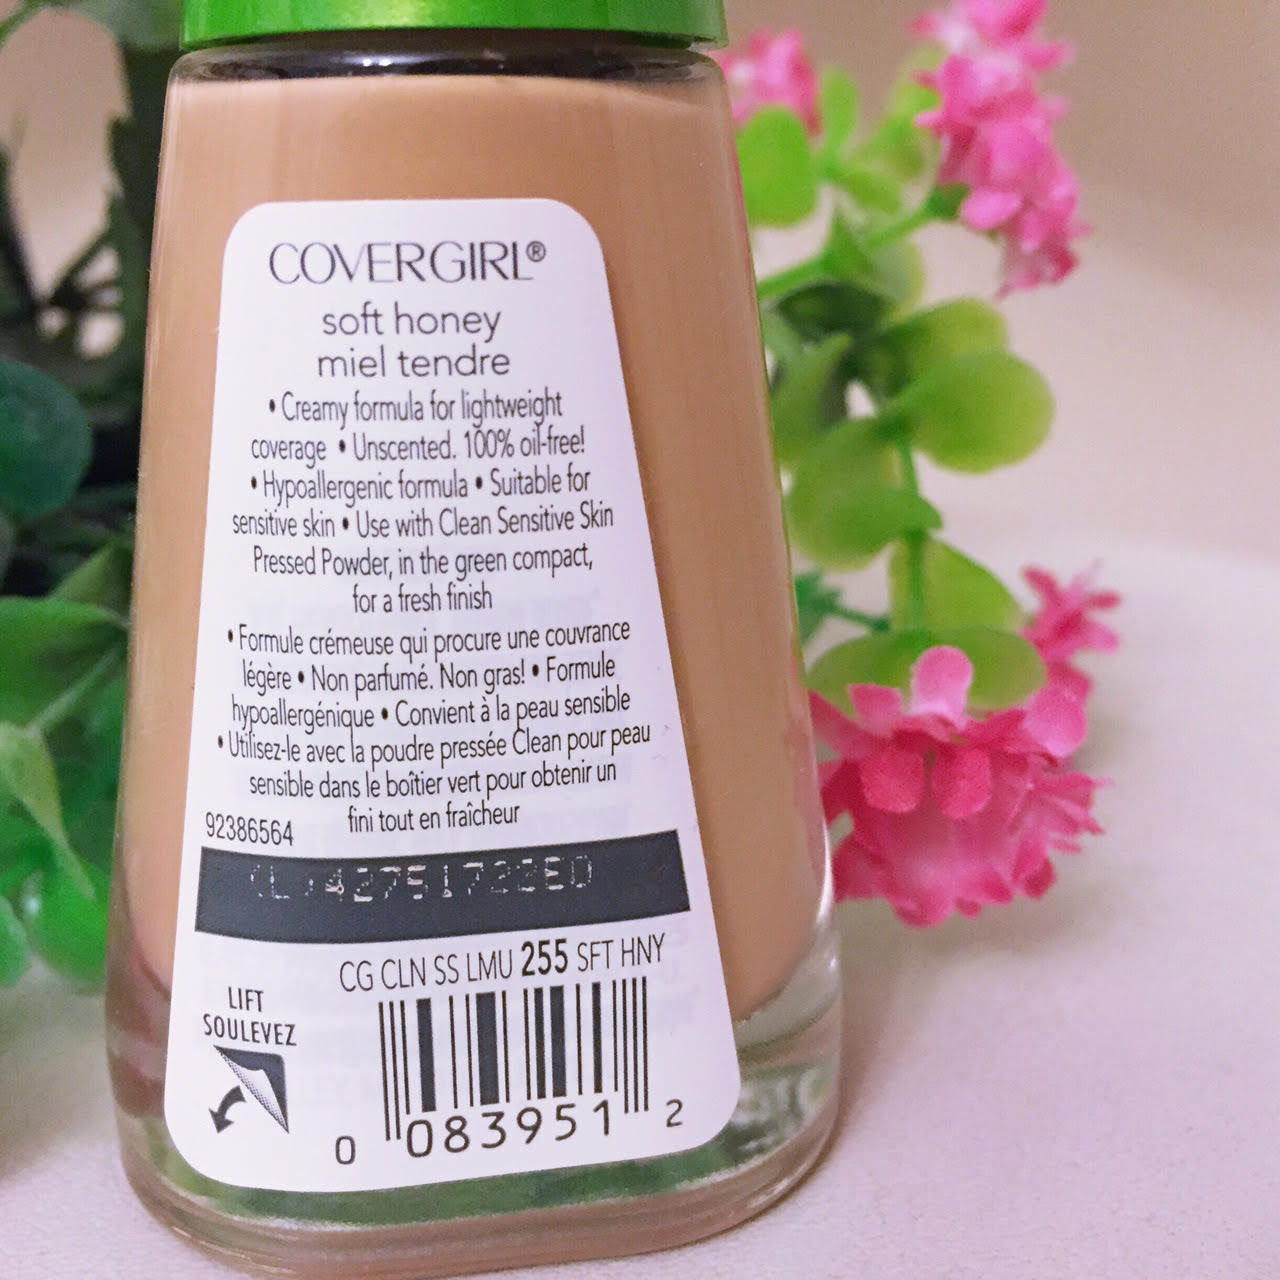 COVERGIRL®
soft honey
miel tendre
• Creamy formula for lightweight
coverage • Unscented. 100% oil-free!
• Hypoallergenic formula • Suitable for
sensitive skin • Use with Clean Sensitive Skin
Pressed Powder, in the green compact,
for a fresh finish
• Formule crémeuse qui procure une couvrance
légère • Non parfumé. Non gras! • Formule
hypoallergénique • Convient à la peau sensible
• Utilisez-le avec la poudre pressée Clean pour peau
sensible dans le boîtier vert pour obtenir un
fini tout en fraîcheur
92386564
CG CLN SS LMU 255 SFT HNY
LIFT
SOULEVEZ
0 083951 2